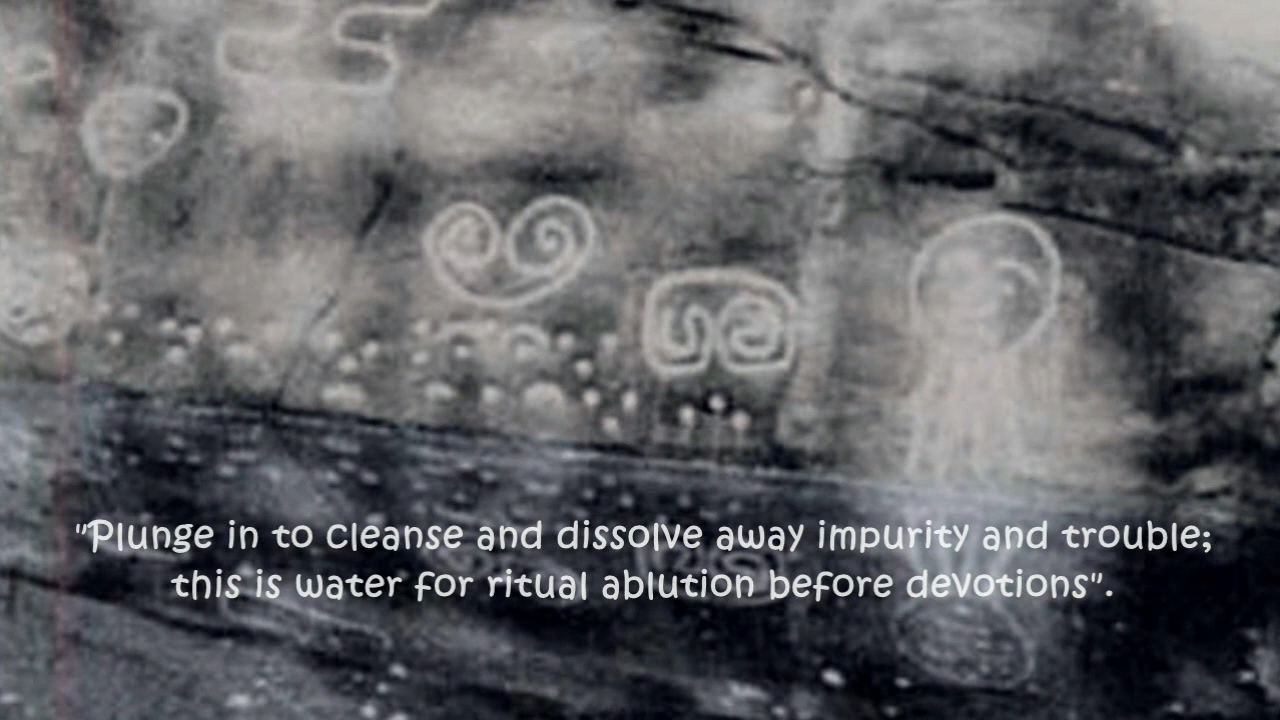 "Plunge in to cleanse and dissolve away impurity and trouble;
this is water for ritual ablution before devotions".